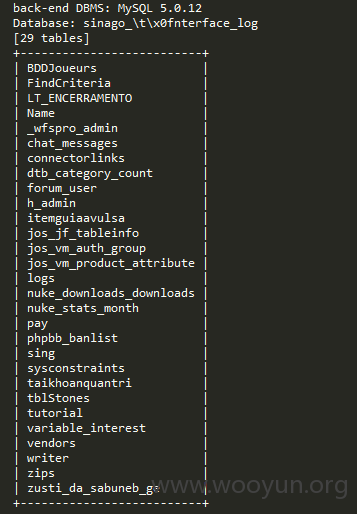 back-end DBMS: MySQL 5.0.12
Database: sinago_\t\x0fnterface_log
[29 tables]
+--------------------------+
| BDDJoueurs |
| FindCriteria |
| LT_ENCERRAMENTO |
| Name |
| _wfspro_admin |
| chat_messages |
| connectorlinks |
| dtb_category_count |
| forum_user |
| h_admin |
| itemguiaavulsa |
| jos_jf_tableinfo |
| jos_vm_auth_group |
| jos_vm_product_attribute |
| logs |
| nuke_downloads_downloads |
| nuke_stats_month |
| pay |
| phpbb_banlist |
| sing |
| sysconstraints |
| taikhoanquantri |
| tblStones |
| tutorial |
| variable_interest |
| vendors |
| writer |
| zips |
| zusti_da_sabuneb_ge |
+--------------------------+
www.wooyun.org